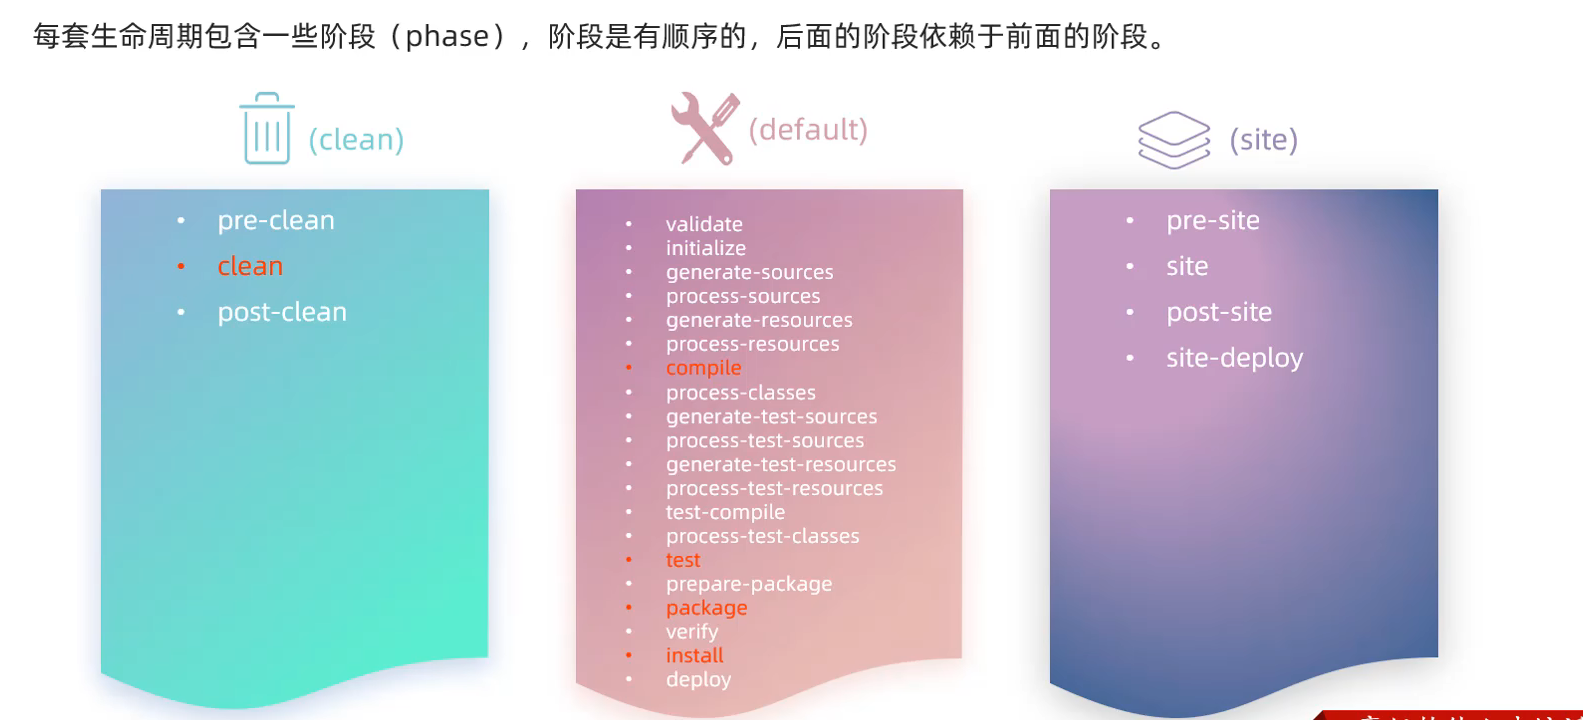 每套生命周期包含一些阶段（phase），阶段是有顺序的，后面的阶段依赖于前面的阶段。
(clean)
• pre-clean
• clean
• post-clean
(default)
• validate
• initialize
• generate-sources
• process-sources
• generate-resources
• process-resources
• compile
• process-classes
• generate-test-sources
• process-test-sources
• generate-test-resources
• process-test-resources
• test-compile
• process-test-classes
• test
• prepare-package
• package
• verify
• install
• deploy
(site)
• pre-site
• site
• post-site
• site-deploy